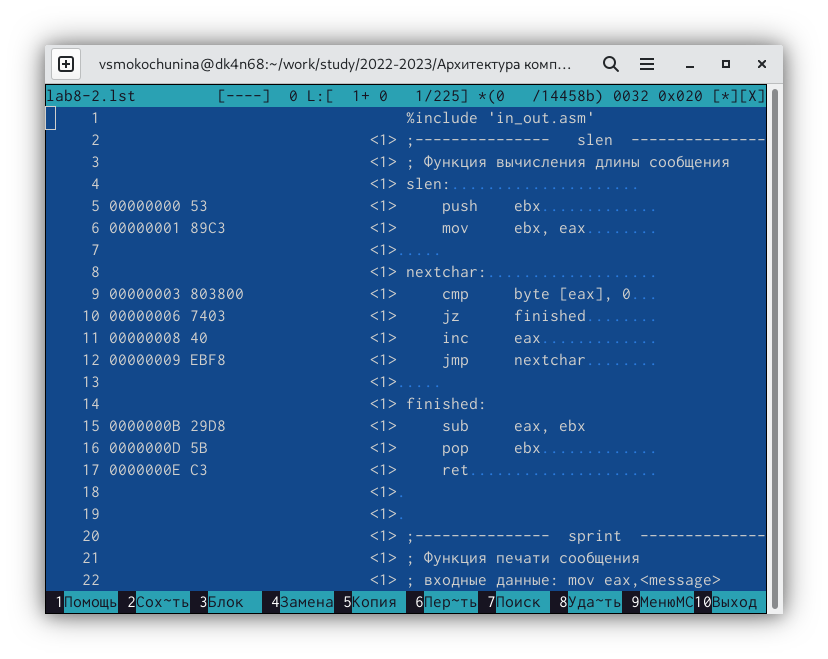 vsmokochunina@dk4n68:~/work/study/2022-2023/Архитектура комп...
lab8-2.lst [----] 0 L:[ 1+ 0 1/225] *(0 /14458b) 0032 0x020 [*][X]
1 %include 'in_out.asm'
2 <1> ;--------------- slen ---------------
3 <1> ; Функция вычисления длины сообщения
4 <1> slen:.....................
5 00000000 53 <1> push ebx.............
6 00000001 89C3 <1> mov ebx, eax........
7 <1>.....
8 <1> nextchar:...................
9 00000003 803800 <1> cmp byte [eax], 0...
10 00000006 7403 <1> jz finished........
11 00000008 40 <1> inc eax.............
12 00000009 EBF8 <1> jmp nextchar........
13 <1>.....
14 <1> finished:
15 0000000B 29D8 <1> sub eax, ebx
16 0000000D 5B <1> pop ebx.............
17 0000000E C3 <1> ret.....................
18 <1>.
19 <1>.
20 <1> ;--------------- sprint --------------
21 <1> ; Функция печати сообщения
22 <1> ; входные данные: mov eax,<message>
1Помощь 2Сох~ть 3Блок 4Замена 5Копия 6Пер~ть 7Поиск 8Уда~ть 9МенюMC 10Выход